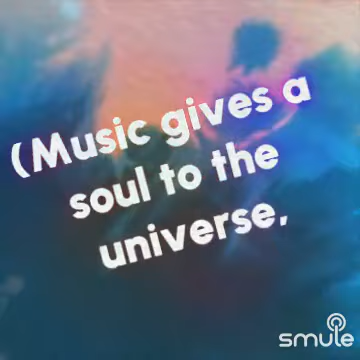 (Music gives a
soul to the
universe,
smule